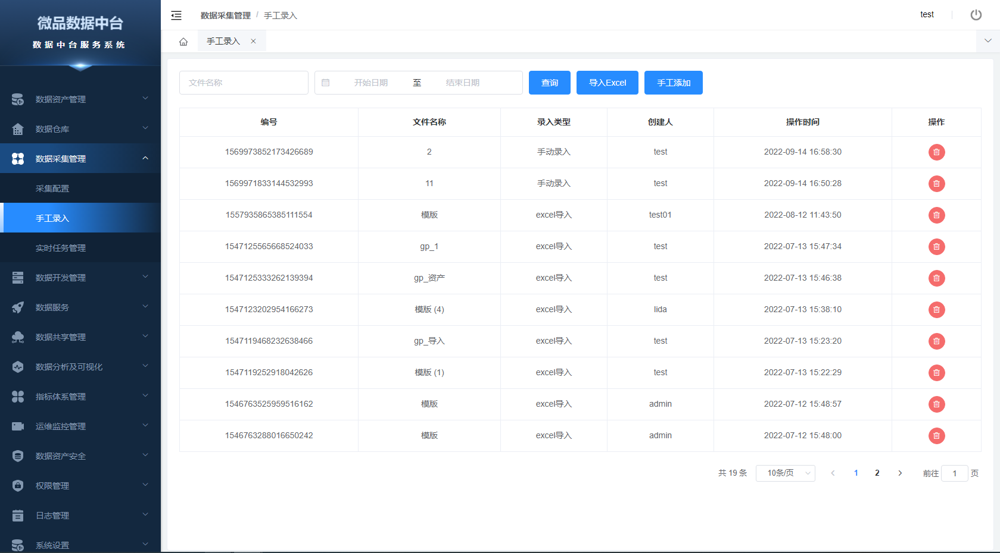 微品数据中台
数据中台服务系统
数据资产管理
数据仓库
数据采集管理
采集配置
手工录入
实时任务管理
数据开发管理
数据服务
数据共享管理
数据分析及可视化
指标体系管理
运维监控管理
数据资产安全
权限管理
日志管理
系统设置
数据采集管理 / 手工录入
test
手工录入
文件名称 开始日期 至 结束日期 查询 导入Excel 手工添加
编号 文件名称 录入类型 创建人 操作时间 操作
1569973852173426689 2 手动录入 test 2022-09-14 16:58:30
1569971833144532993 11 手动录入 test 2022-09-14 16:50:28
1557935865385111554 模版 excel导入 test01 2022-08-12 11:43:50
1547125565668524033 gp_1 excel导入 test 2022-07-13 15:47:34
1547125333262139394 gp_资产 excel导入 test 2022-07-13 15:46:38
1547123202954166273 模版 (4) excel导入 lida 2022-07-13 15:38:10
1547119468232638466 gp_导入 excel导入 test 2022-07-13 15:23:20
1547119252918042626 模版 (1) excel导入 test 2022-07-13 15:22:29
1546763525959516162 模版 excel导入 admin 2022-07-12 15:48:57
1546763288016650242 模版 excel导入 admin 2022-07-12 15:48:00
共 19 条 10条/页 1 2 前往 1 页